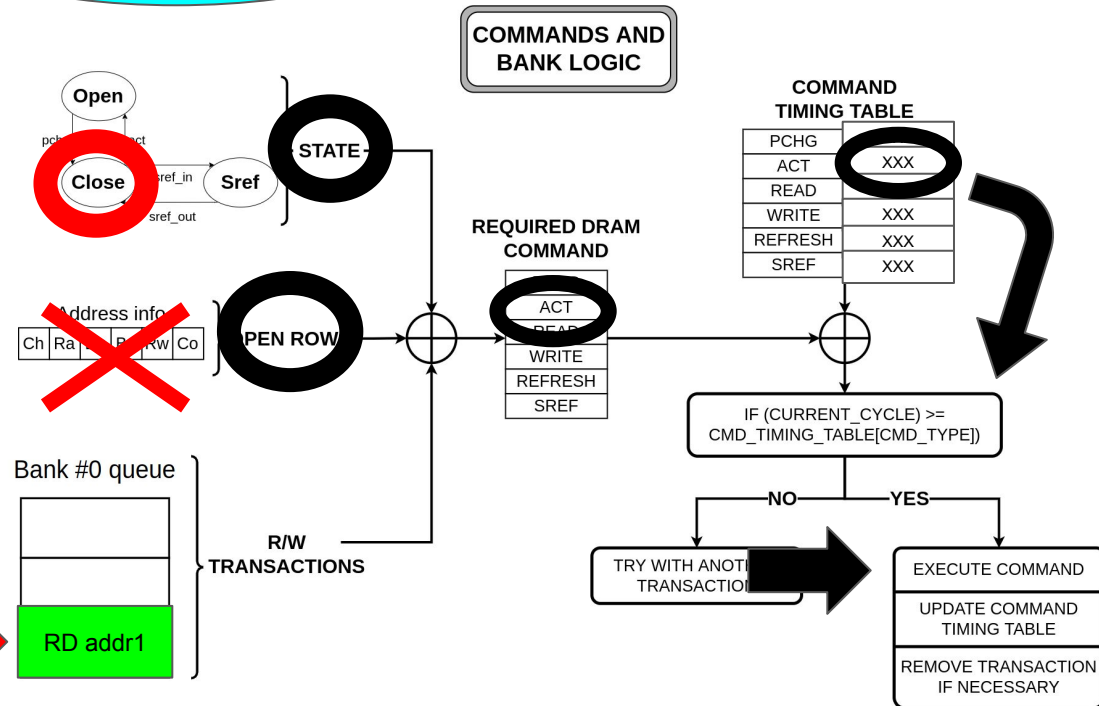 COMMANDS AND
BANK LOGIC
Open
Close
Sref
sref_in
sref_out
STATE
Address info
Ch Ra Rw Co
OPEN ROW
Bank #0 queue
RD addr1
R/W
TRANSACTIONS
REQUIRED DRAM
COMMAND
ACT
READ
WRITE
REFRESH
SREF
COMMAND
TIMING TABLE
PCHG
ACT XXX
READ
WRITE XXX
REFRESH XXX
SREF XXX
IF (CURRENT_CYCLE) >=
CMD_TIMING_TABLE[CMD_TYPE])
NO
YES
TRY WITH
TRANSACTION
EXECUTE COMMAND
UPDATE COMMAND
TIMING TABLE
REMOVE TRANSACTION
IF NECESSARY